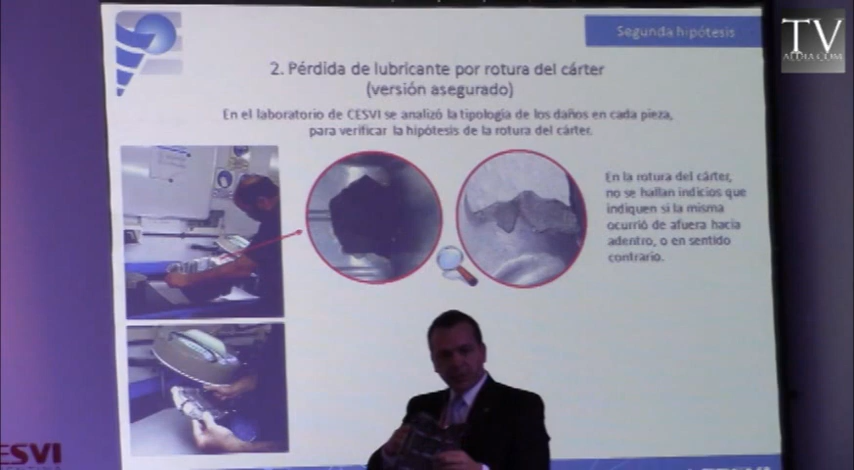 Segunda hipótesis
TV
ALDIA.COM
2. Pérdida de lubricante por rotura del cárter
(versión asegurado)
En el laboratorio de CESVI se analizó la tipología de los daños en cada pieza,
para verificar la hipótesis de la rotura del cárter.
En la rotura del cárter,
no se hallan indicios que
indiquen si la misma
ocurrió de afuera hacia
adentro, o en sentido
contrario.
ESVI